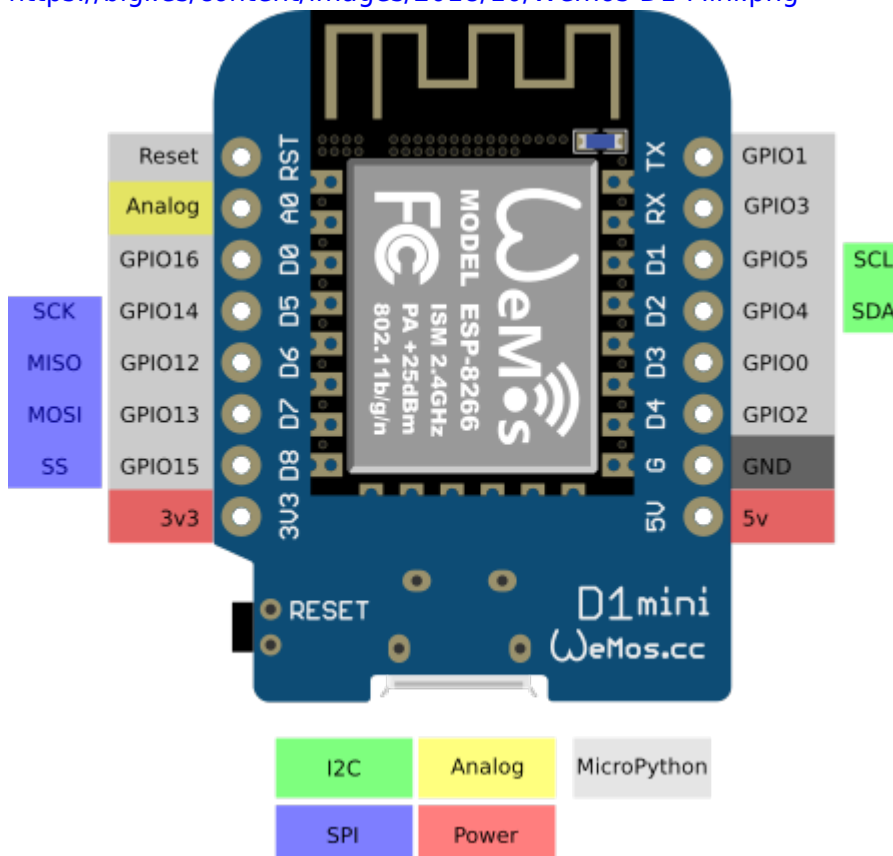 Reset RST TX GPIO1
Analog A0 RX GPIO3
GPIO16 D0 D1 GPIO5 SCL
SCK GPIO14 D5 D2 GPIO4 SDA
MISO GPIO12 D6 D3 GPIO0
MOSI GPIO13 D7 D4 GPIO2
SS GPIO15 D8 G GND
3v3 3V3 5V 5v
WeMos
MODEL ESP-8266
ISM 2.4GHz
PA +25dBm
802.11b/g/n
FC
RESET
D1mini
WeMos.cc
I2C Analog MicroPython
SPI Power